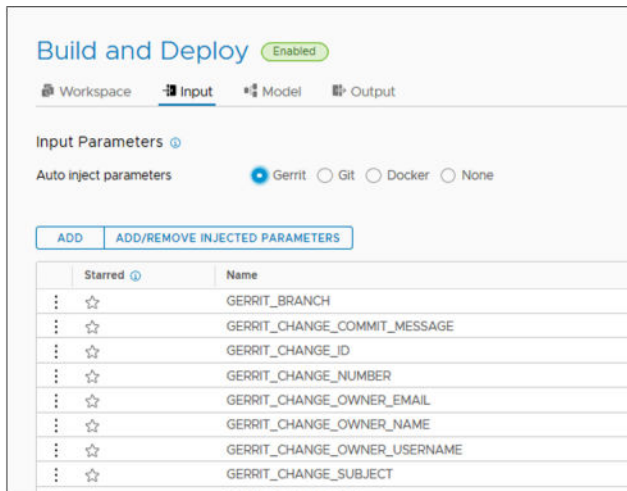 Build and Deploy Enabled
Workspace Input Model Output
Input Parameters
Auto inject parameters Gerrit Git Docker None
ADD ADD/REMOVE INJECTED PARAMETERS
Starred Name
GERRIT_BRANCH
GERRIT_CHANGE_COMMIT_MESSAGE
GERRIT_CHANGE_ID
GERRIT_CHANGE_NUMBER
GERRIT_CHANGE_OWNER_EMAIL
GERRIT_CHANGE_OWNER_NAME
GERRIT_CHANGE_OWNER_USERNAME
GERRIT_CHANGE_SUBJECT